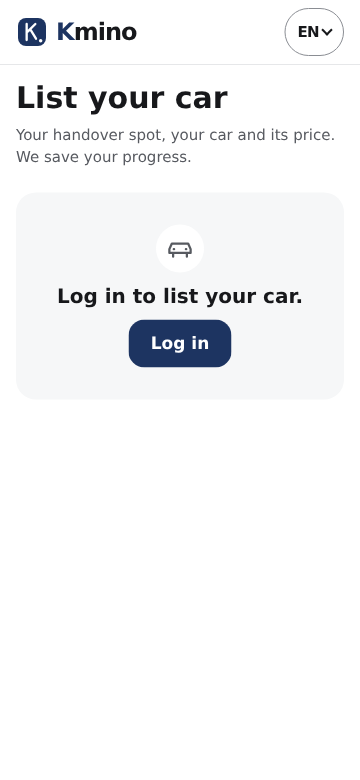 K. Kmino
EN
List your car
Your handover spot, your car and its price.
We save your progress.
Log in to list your car.
Log in